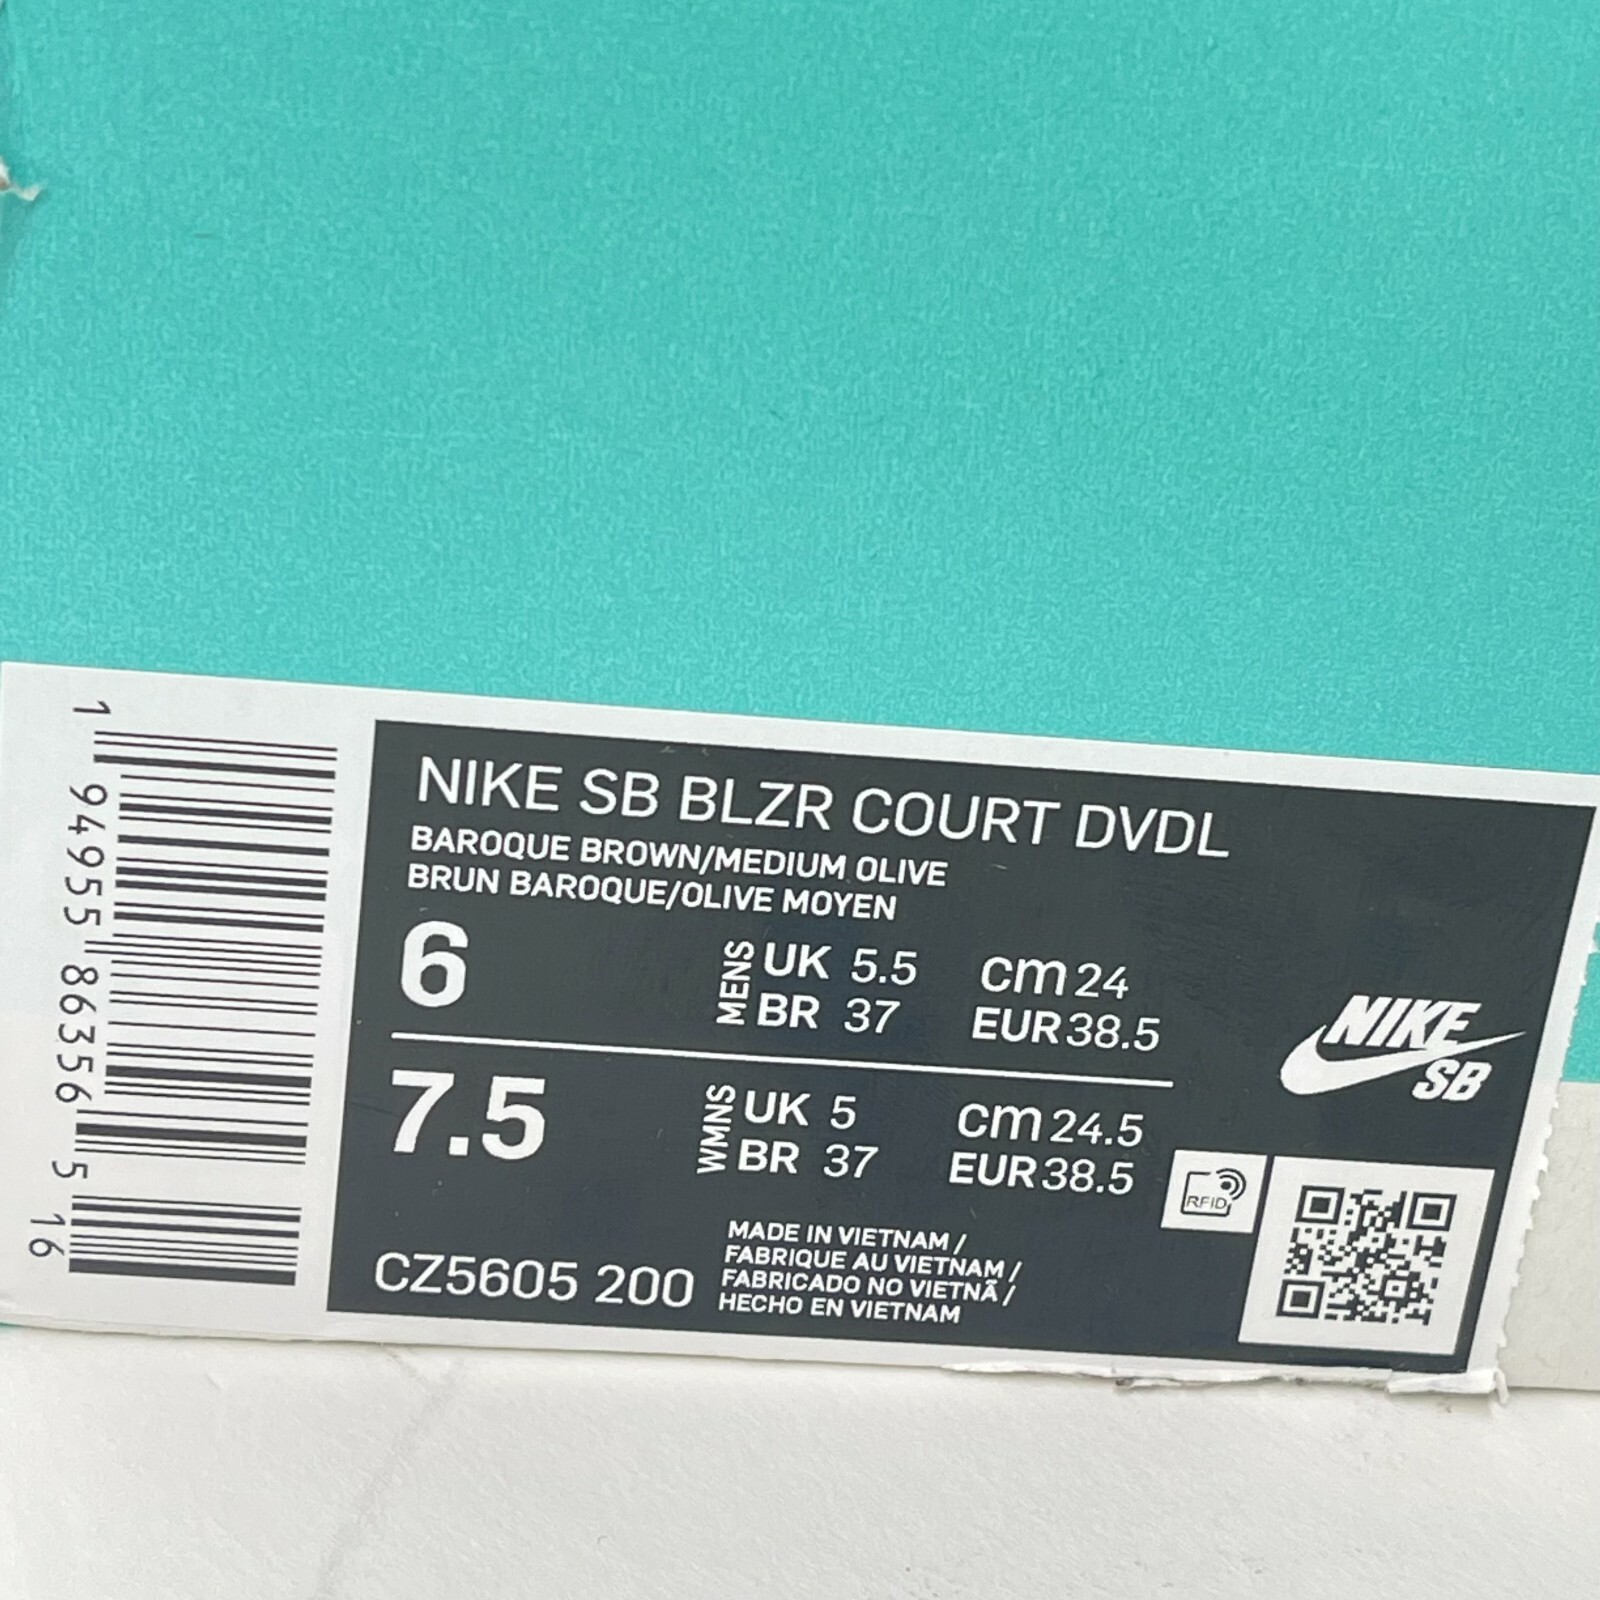 NIKE SB BLZR COURT DVDL
BAROQUE BROWN/MEDIUM OLIVE
BRUN BAROQUE/OLIVE MOYEN
6
MENS
UK 5.5 cm 24
BR 37 EUR 38.5
7.5
WMNS
UK 5 cm 24.5
BR 37 EUR 38.5
CZ5605 200
MADE IN VIETNAM /
FABRIQUE AU VIETNAM /
FABRICADO NO VIETNÃ /
HECHO EN VIETNAM
NIKE
SB
RFID
1 94955 86356 5 16